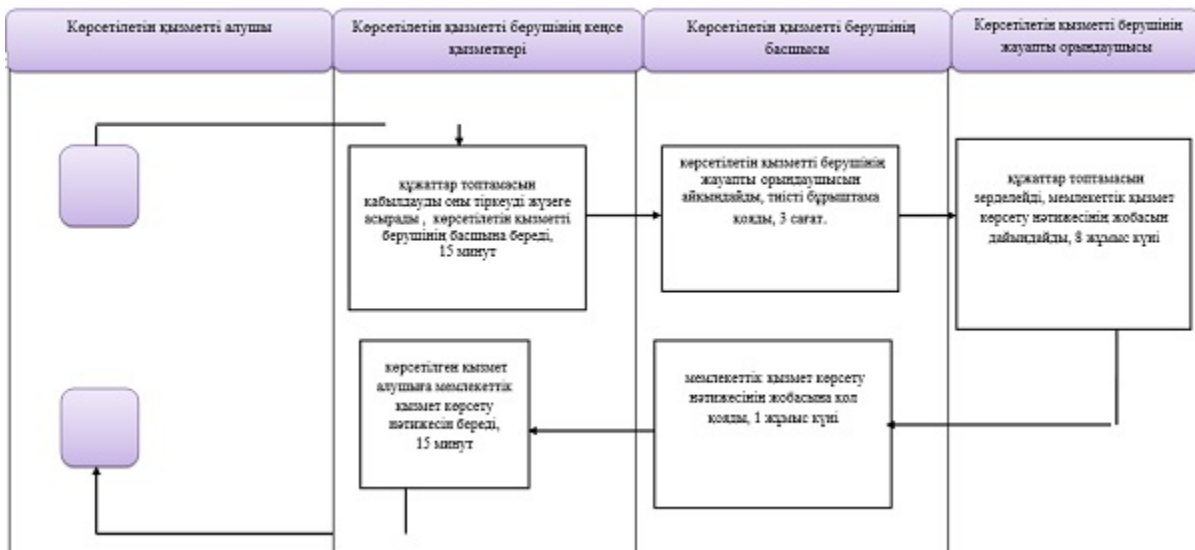 Көрсетілетін қызметті алушы
Көрсетілетін қызметті берушінің кеңсе
қызметкері
Көрсетілетін қызметті берушінің
басшысы
Көрсетілетін қызметті берушінің
жауапты орындаушысы
құжаттар топтамасын
қабылдауды оны тіркеуді жүзеге
асырады , көрсетілетін қызметті
берушінің басшына береді,
15 минут
көрсетілетін қызметті берушінің
жауапты орындаушысын
айқындайды, тиісті бұрыштама
қояды, 3 сағат.
құжаттар топтамасын
зерделейді, мемлекеттік қызмет
көрсету нәтижесінің жобасын
дайындайды, 8 жұмыс күні
көрсетілген қызмет
алушыға мемлекеттік
қызмет көрсету
нәтижесін береді,
15 минут
мемлекеттік қызмет көрсету
нәтижесінің жобасына қол
қояды, 1 жұмыс күні